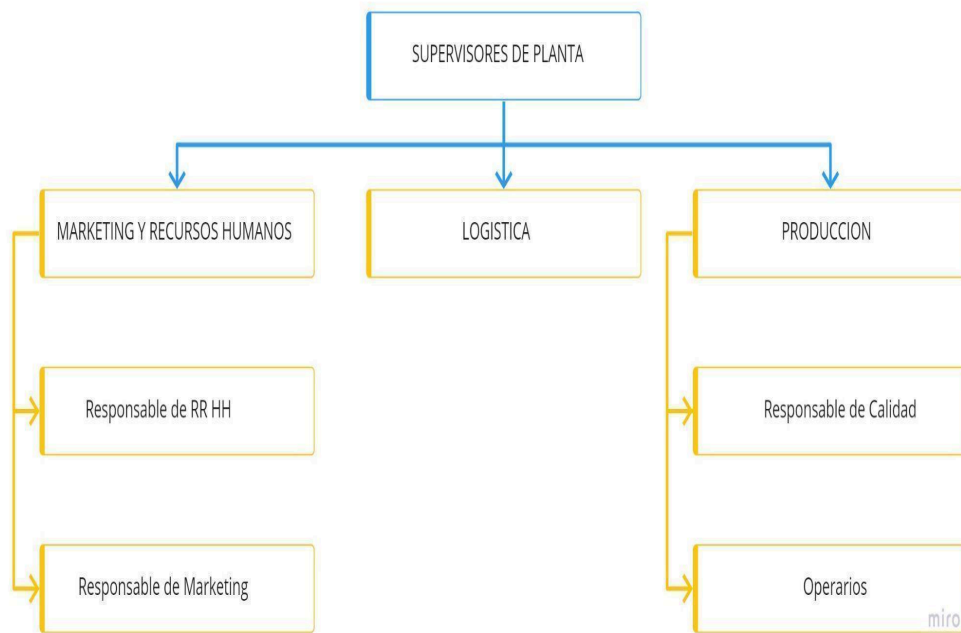 SUPERVISORES DE PLANTA
MARKETING Y RECURSOS HUMANOS
LOGISTICA
PRODUCCION
Responsable de RR HH
Responsable de Calidad
Responsable de Marketing
Operarios
miro